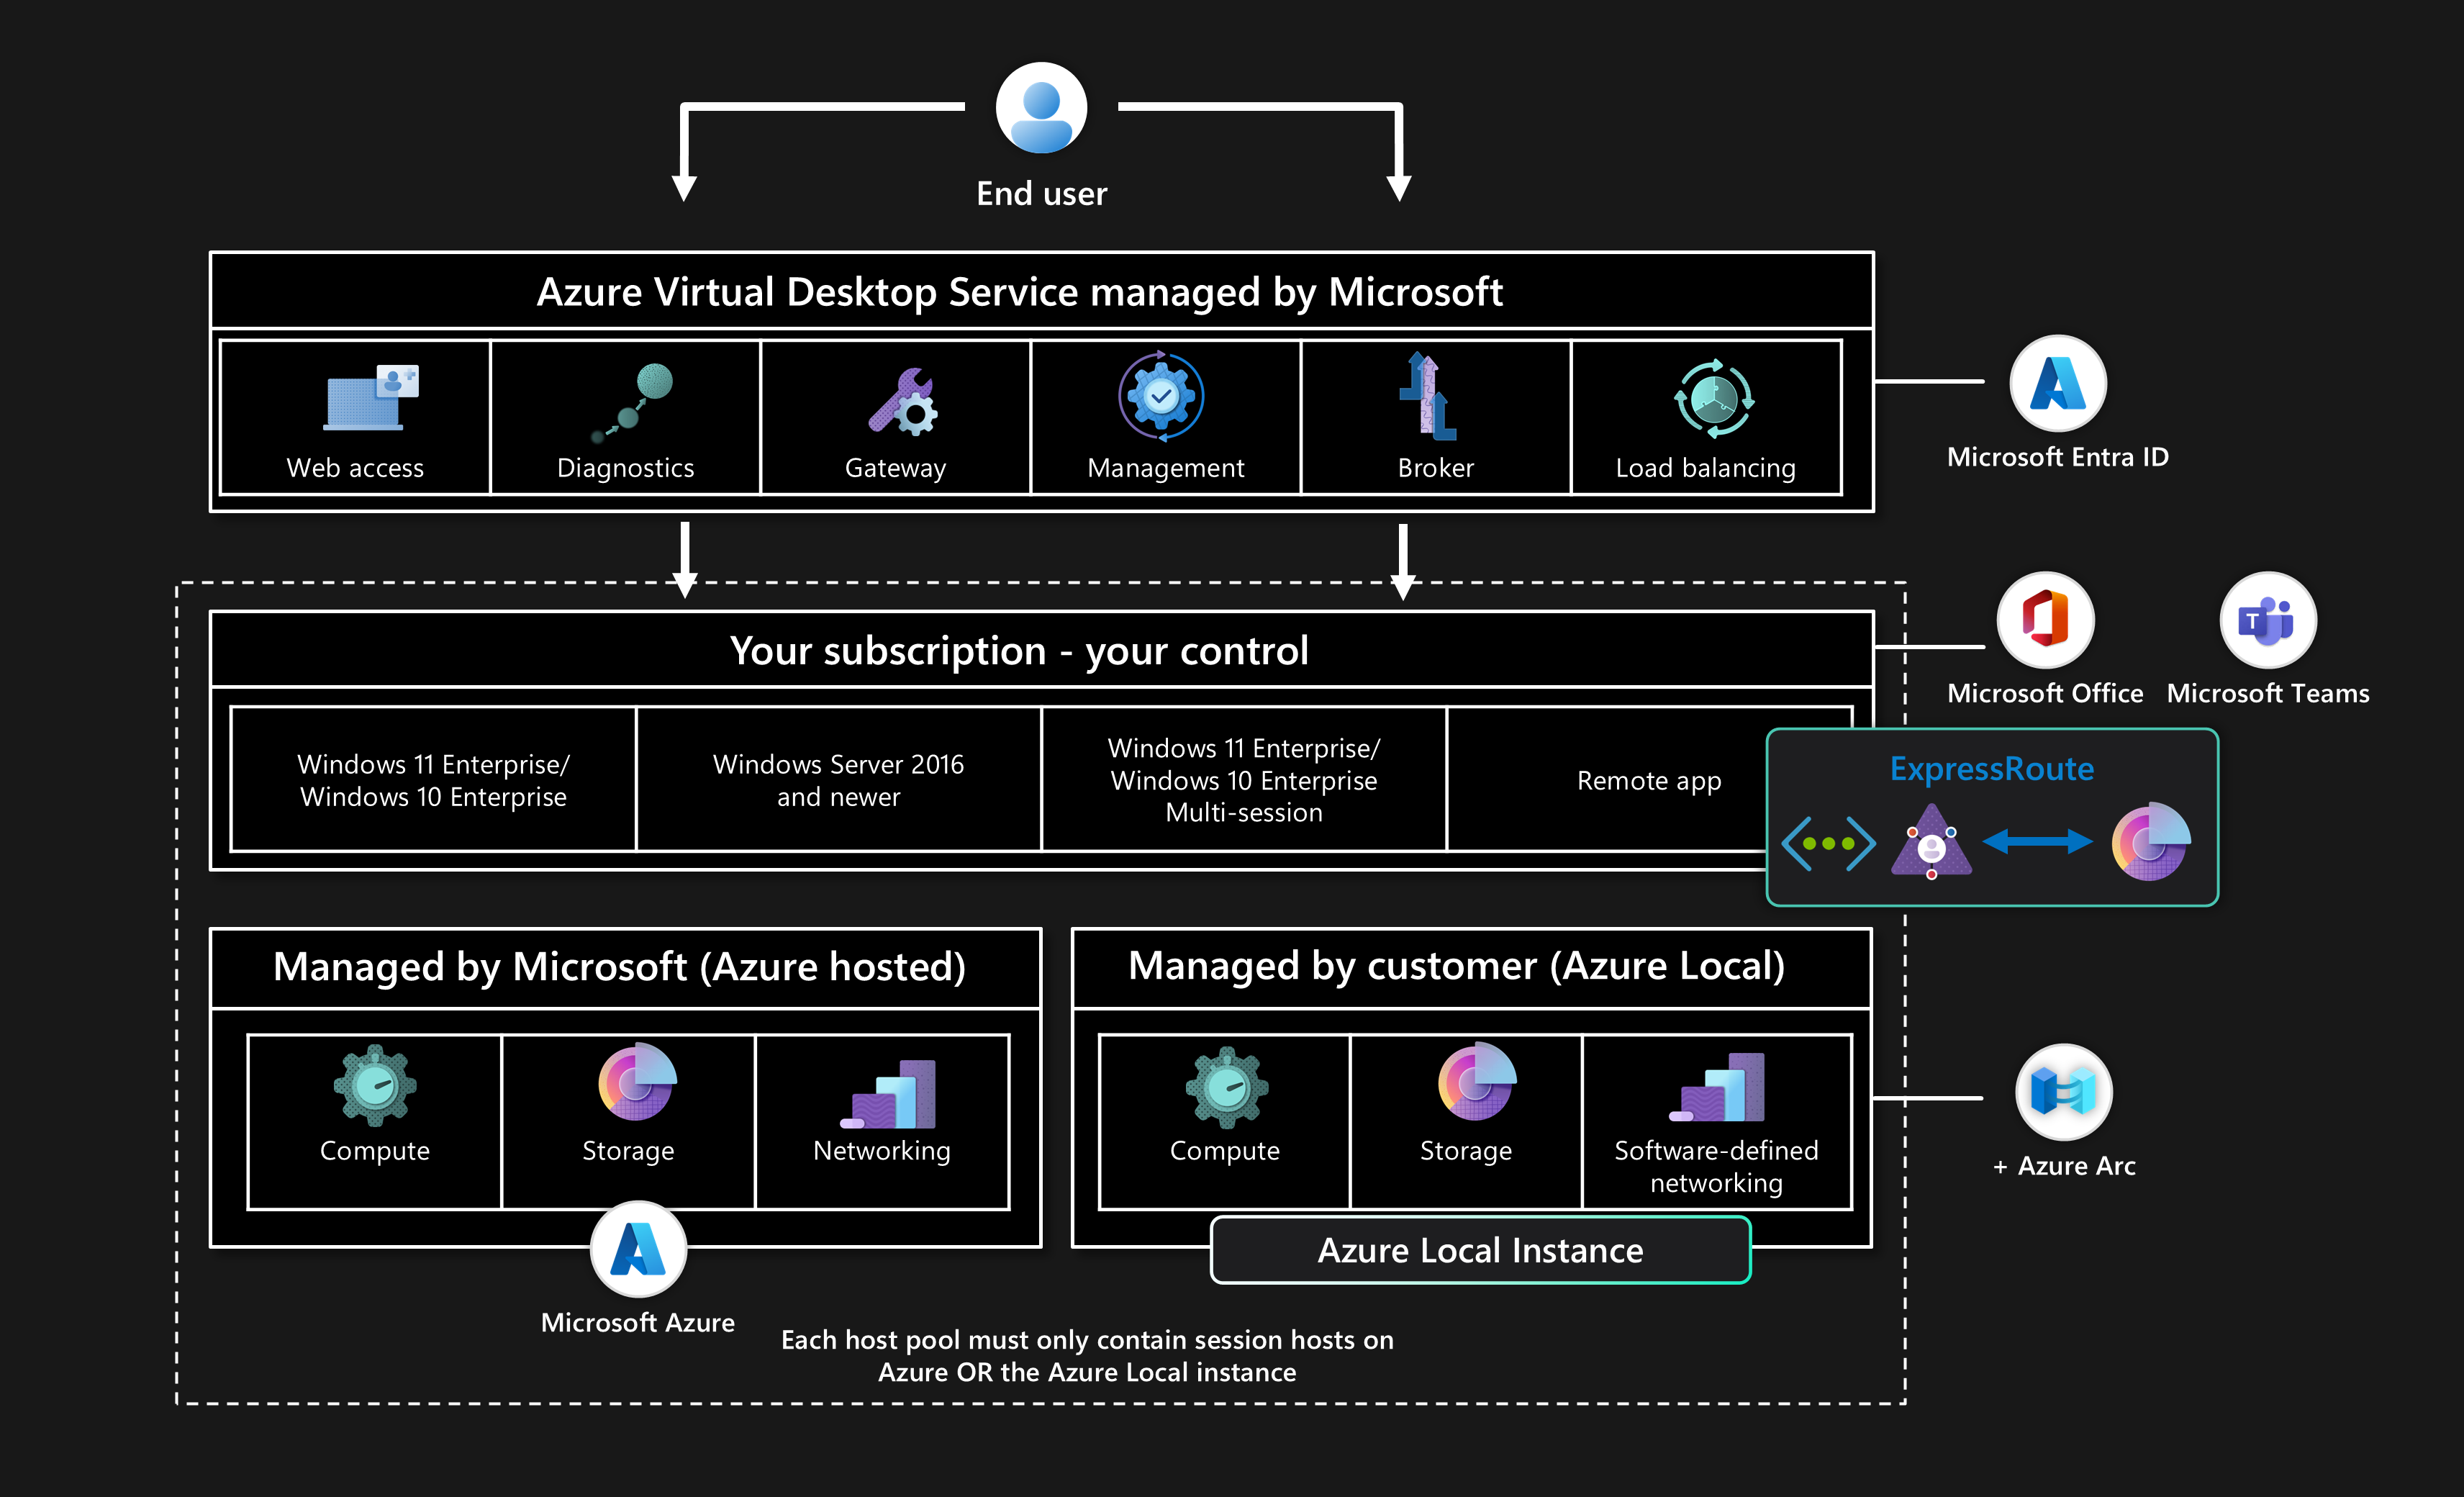 End user
Azure Virtual Desktop Service managed by Microsoft
Web access
Diagnostics
Gateway
Management
Broker
Load balancing
Microsoft Entra ID
Your subscription - your control
Microsoft Office
Microsoft Teams
Windows 11 Enterprise/
Windows 10 Enterprise
Windows Server 2016
and newer
Windows 11 Enterprise/
Windows 10 Enterprise
Multi-session
Remote app
ExpressRoute
Managed by Microsoft (Azure hosted)
Compute
Storage
Networking
Microsoft Azure
Managed by customer (Azure Local)
Compute
Storage
Software-defined
networking
Azure Local Instance
+ Azure Arc
Each host pool must only contain session hosts on
Azure OR the Azure Local instance